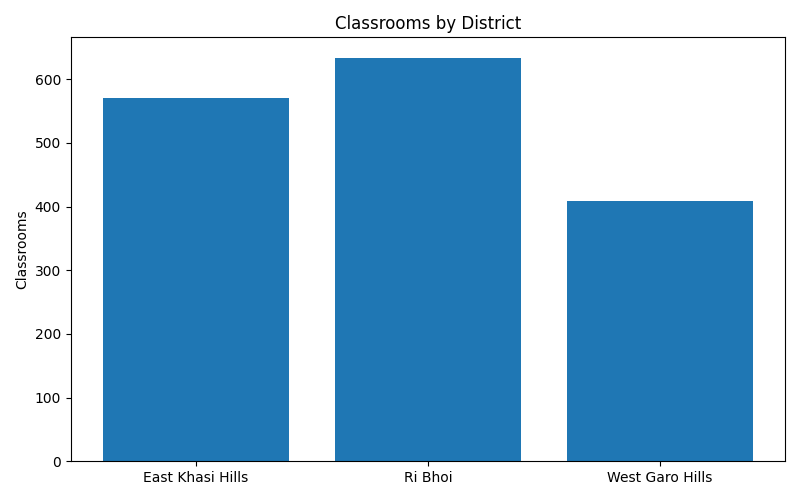 Classrooms by District
Classrooms
600
500
400
300
200
100
0
East Khasi Hills
Ri Bhoi
West Garo Hills